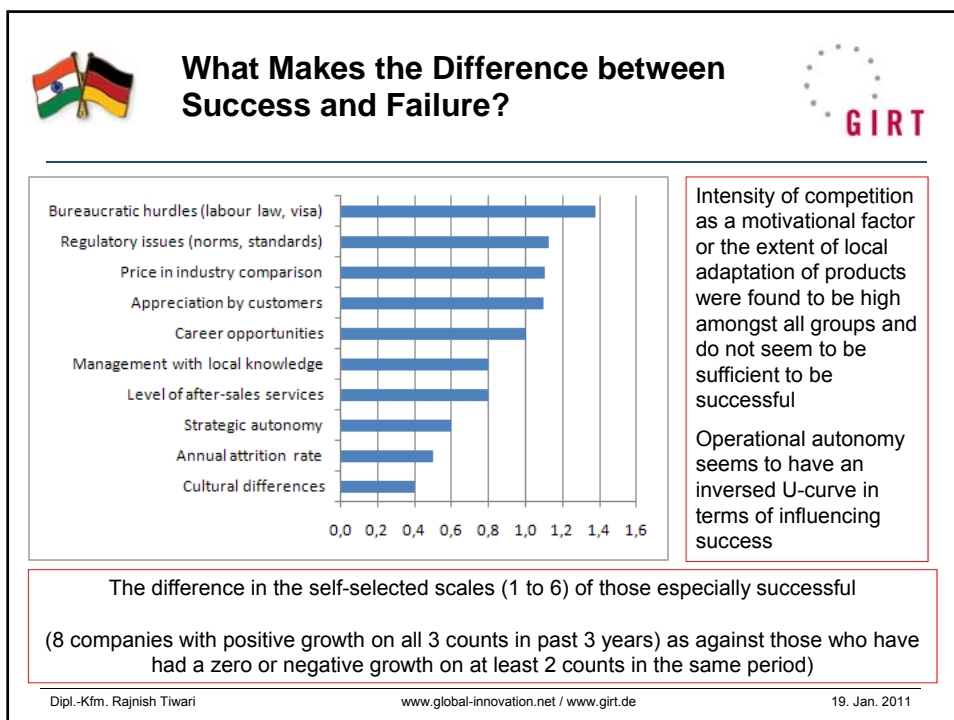 What Makes the Difference between
Success and Failure?
GIRT
Bureaucratic hurdles (labour law, visa)
Regulatory issues (norms, standards)
Price in industry comparison
Appreciation by customers
Career opportunities
Management with local knowledge
Level of after-sales services
Strategic autonomy
Annual attrition rate
Cultural differences
0,0 0,2 0,4 0,6 0,8 1,0 1,2 1,4 1,6
Intensity of competition
as a motivational factor
or the extent of local
adaptation of products
were found to be high
amongst all groups and
do not seem to be
sufficient to be
successful
Operational autonomy
seems to have an
inversed U-curve in
terms of influencing
success
The difference in the self-selected scales (1 to 6) of those especially successful
(8 companies with positive growth on all 3 counts in past 3 years) as against those who have
had a zero or negative growth on at least 2 counts in the same period)
Dipl.-Kfm. Rajnish Tiwari www.global-innovation.net / www.girt.de 19. Jan. 2011